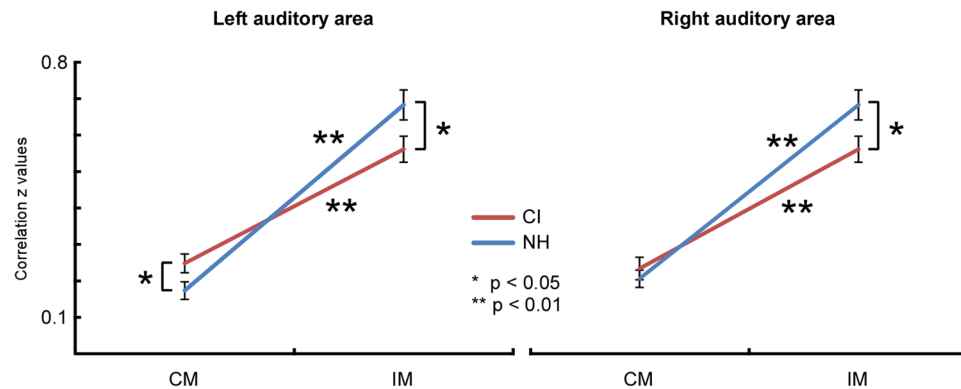 Left auditory area
Right auditory area
0.8
Correlation z values
0.1
**
**
*
*
**
**
*
CI
NH
* p < 0.05
** p < 0.01
CM
IM
CM
IM